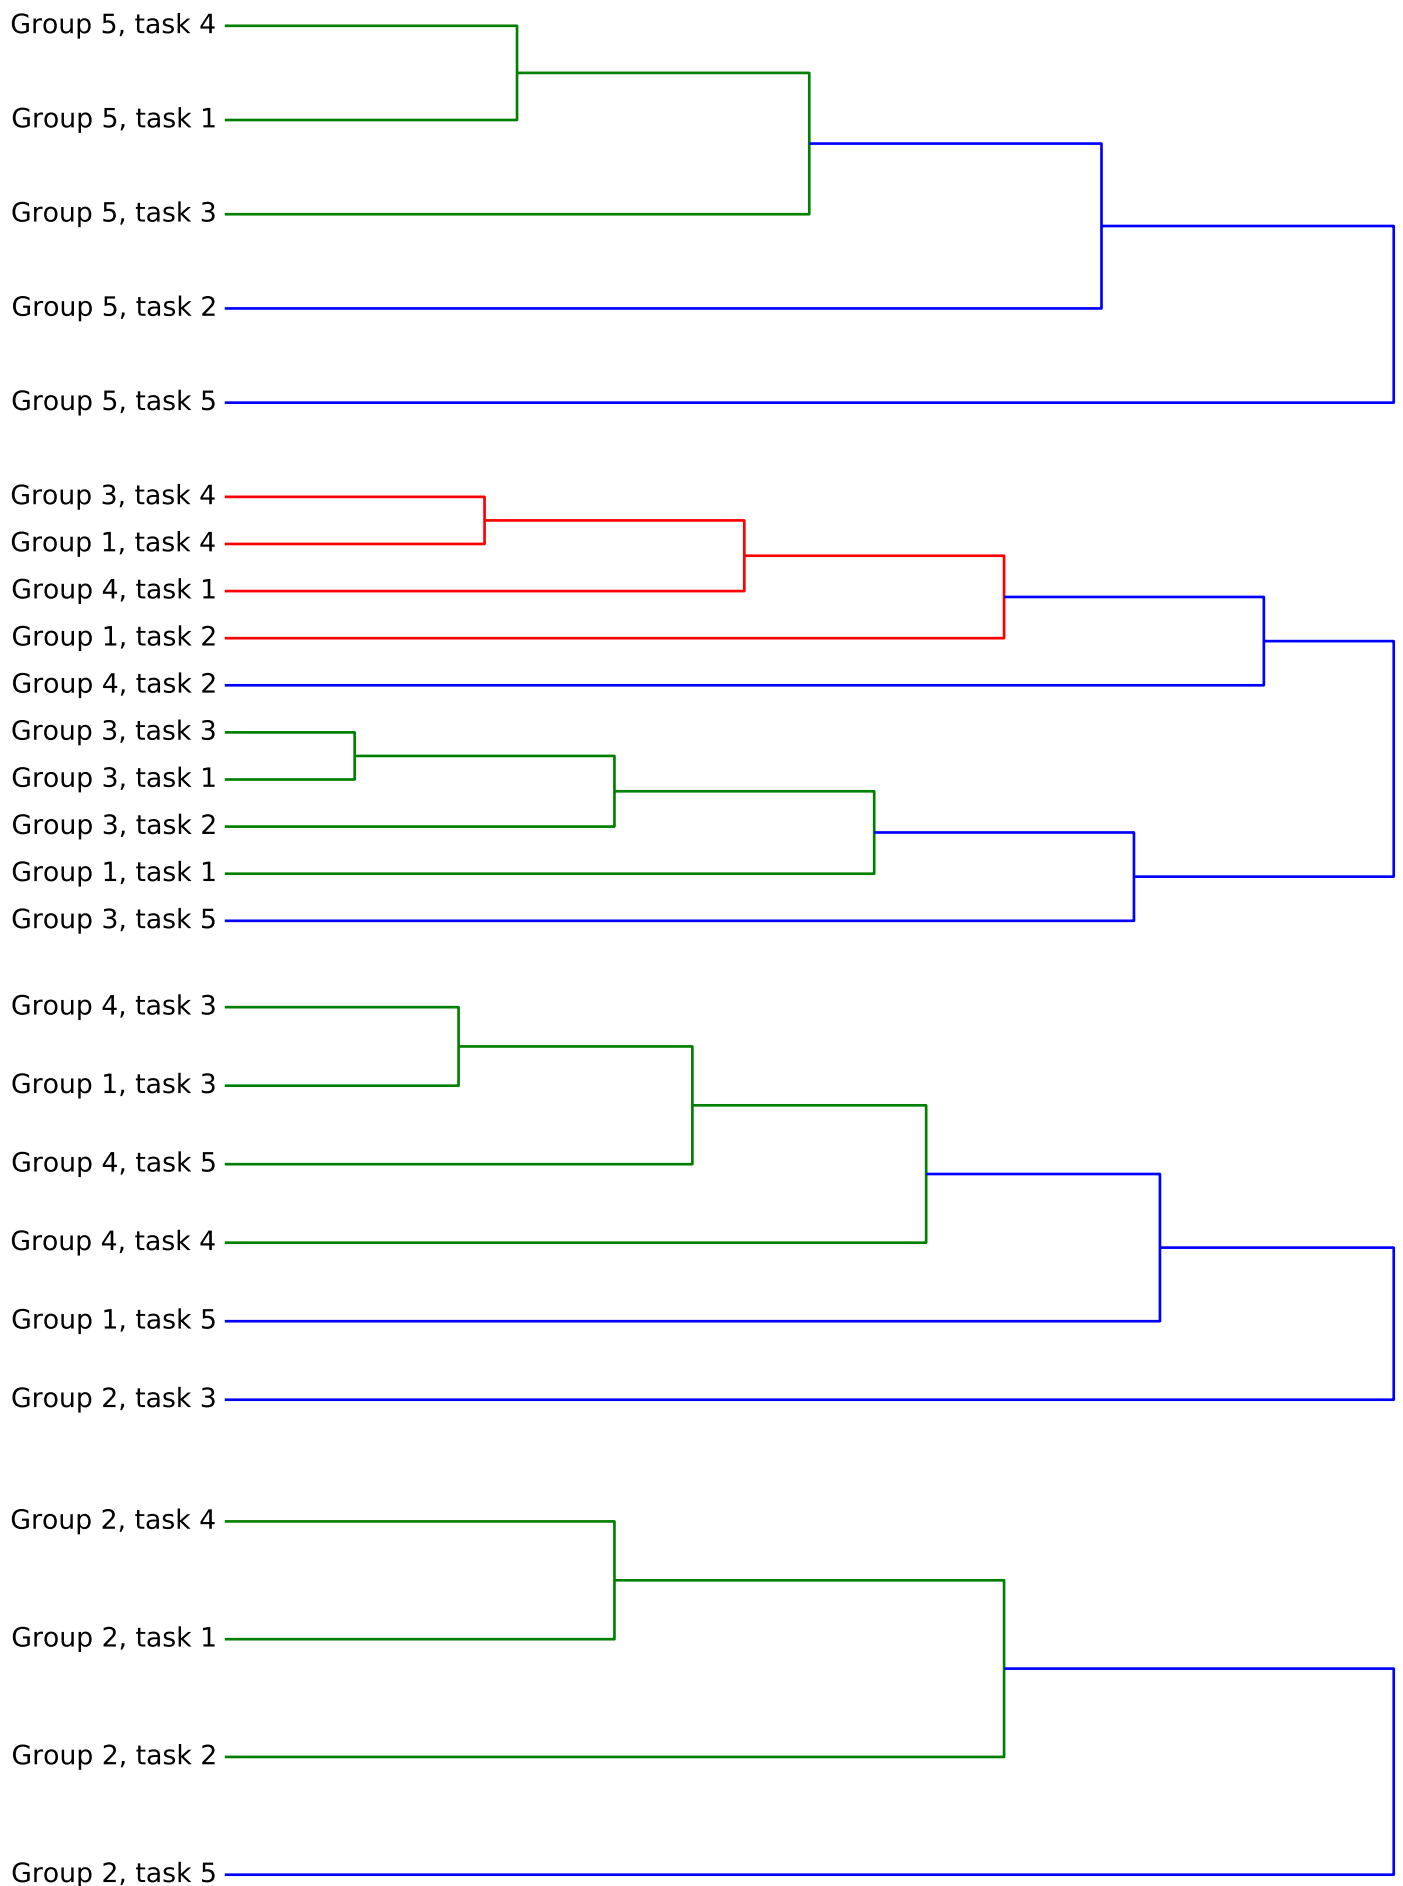 Group 5, task 4
Group 5, task 1
Group 5, task 3
Group 5, task 2
Group 5, task 5
Group 3, task 4
Group 1, task 4
Group 4, task 1
Group 1, task 2
Group 4, task 2
Group 3, task 3
Group 3, task 1
Group 3, task 2
Group 1, task 1
Group 3, task 5
Group 4, task 3
Group 1, task 3
Group 4, task 5
Group 4, task 4
Group 1, task 5
Group 2, task 3
Group 2, task 4
Group 2, task 1
Group 2, task 2
Group 2, task 5